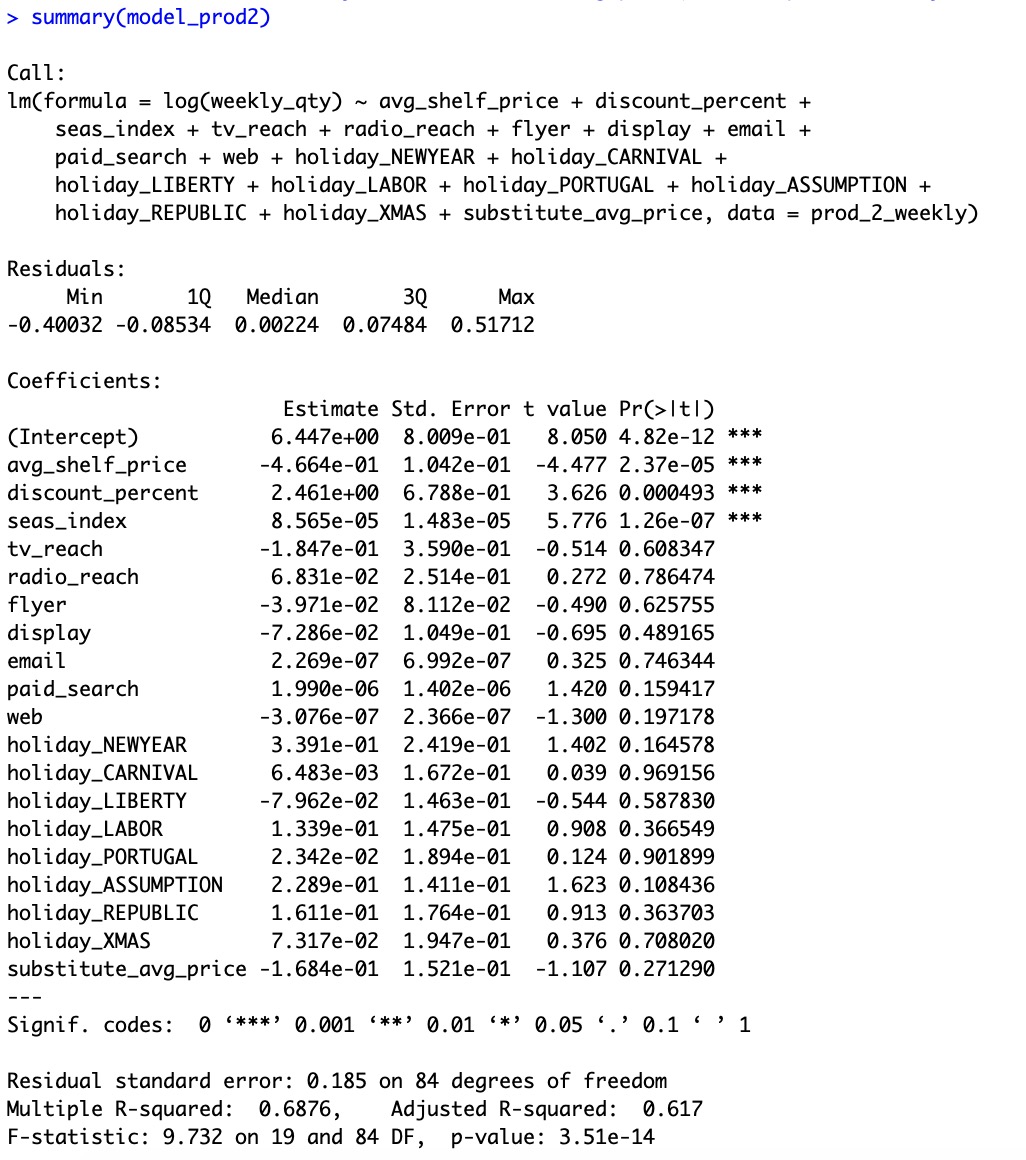 > summary(model_prod2)
Call:
lm(formula = log(weekly_qty) ~ avg_shelf_price + discount_percent +
    seas_index + tv_reach + radio_reach + flyer + display + email +
    paid_search + web + holiday_NEWYEAR + holiday_CARNIVAL +
    holiday_LIBERTY + holiday_LABOR + holiday_PORTUGAL + holiday_ASSUMPTION +
    holiday_REPUBLIC + holiday_XMAS + substitute_avg_price, data = prod_2_weekly)
Residuals:
     Min       1Q   Median       3Q      Max
-0.40032 -0.08534  0.00224  0.07484  0.51712
Coefficients:
                       Estimate Std. Error t value Pr(>|t|)
(Intercept)           6.447e+00  8.009e-01   8.050 4.82e-12 ***
avg_shelf_price      -4.664e-01  1.042e-01  -4.477 2.37e-05 ***
discount_percent      2.461e+00  6.788e-01   3.626 0.000493 ***
seas_index            8.565e-05  1.483e-05   5.776 1.26e-07 ***
tv_reach             -1.847e-01  3.590e-01  -0.514 0.608347
radio_reach           6.831e-02  2.514e-01   0.272 0.786474
flyer                -3.971e-02  8.112e-02  -0.490 0.625755
display              -7.286e-02  1.049e-01  -0.695 0.489165
email                 2.269e-07  6.992e-07   0.325 0.746344
paid_search           1.990e-06  1.402e-06   1.420 0.159417
web                  -3.076e-07  2.366e-07  -1.300 0.197178
holiday_NEWYEAR       3.391e-01  2.419e-01   1.402 0.164578
holiday_CARNIVAL      6.483e-03  1.672e-01   0.039 0.969156
holiday_LIBERTY      -7.962e-02  1.463e-01  -0.544 0.587830
holiday_LABOR         1.339e-01  1.475e-01   0.908 0.366549
holiday_PORTUGAL      2.342e-02  1.894e-01   0.124 0.901899
holiday_ASSUMPTION    2.289e-01  1.411e-01   1.623 0.108436
holiday_REPUBLIC      1.611e-01  1.764e-01   0.913 0.363703
holiday_XMAS          7.317e-02  1.947e-01   0.376 0.708020
substitute_avg_price -1.684e-01  1.521e-01  -1.107 0.271290
---
Signif. codes:  0 ‘***’ 0.001 ‘**’ 0.01 ‘*’ 0.05 ‘.’ 0.1 ‘ ’ 1
Residual standard error: 0.185 on 84 degrees of freedom
Multiple R-squared:  0.6876,    Adjusted R-squared:  0.617
F-statistic: 9.732 on 19 and 84 DF,  p-value: 3.51e-14